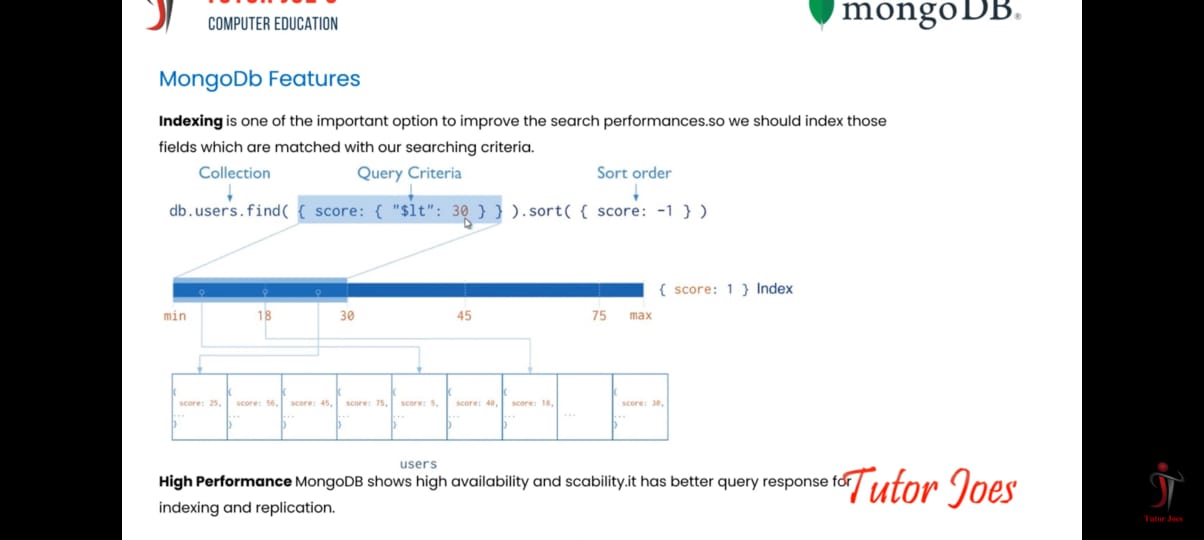 COMPUTER EDUCATION
mongoDB®
MongoDb Features
Indexing is one of the important option to improve the search performances.so we should index those
fields which are matched with our searching criteria.
Collection Query Criteria Sort order
db.users.find( { score: { "$lt": 30 } } ).sort( { score: -1 } )
{ score: 1 } Index
min 18 30 45 75 max
{ { { { { { { {
score: 25, score: 56, score: 45, score: 75, score: 5, score: 40, score: 18, score: 30,
... ... ... ... ... ... ... ... ...
} } } } } } } }
users
High Performance MongoDB shows high availability and scability.it has better query response for
indexing and replication.
Tutor Joes
Tutor Joes